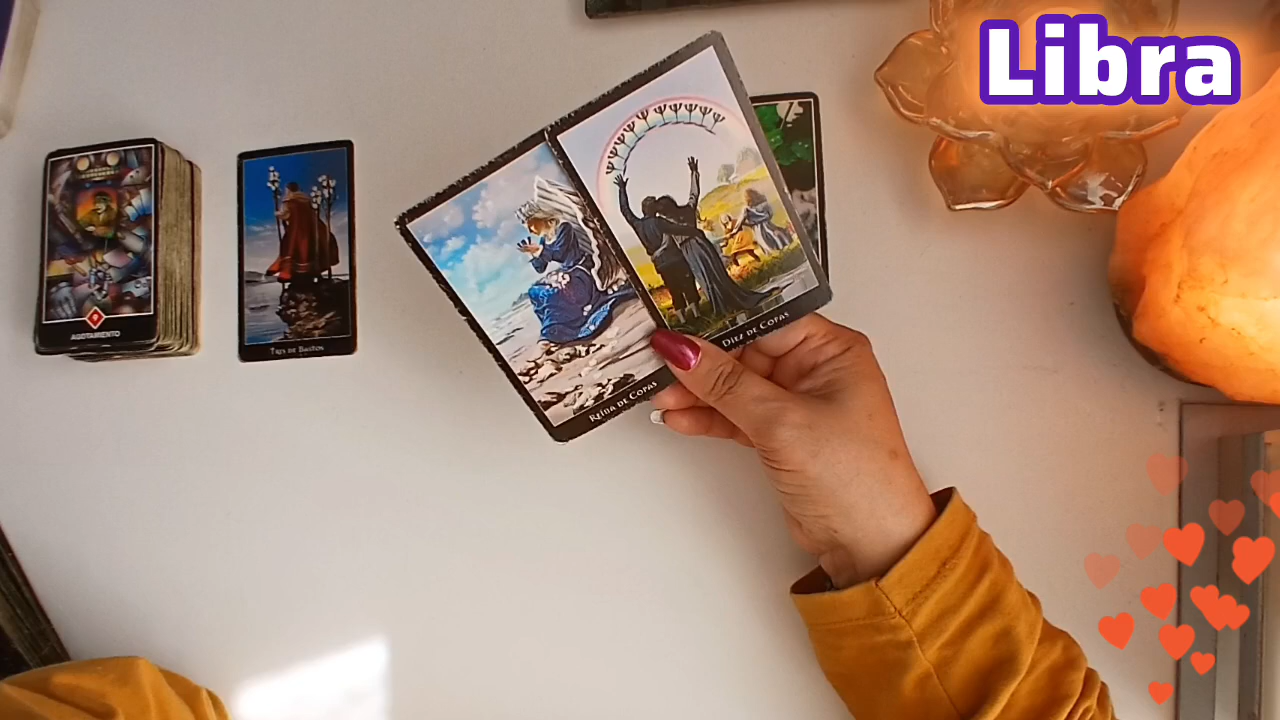 Libra
AGOTAMIENTO
TRES DE BASTOS
REINA DE COPAS
DIEZ DE COPAS